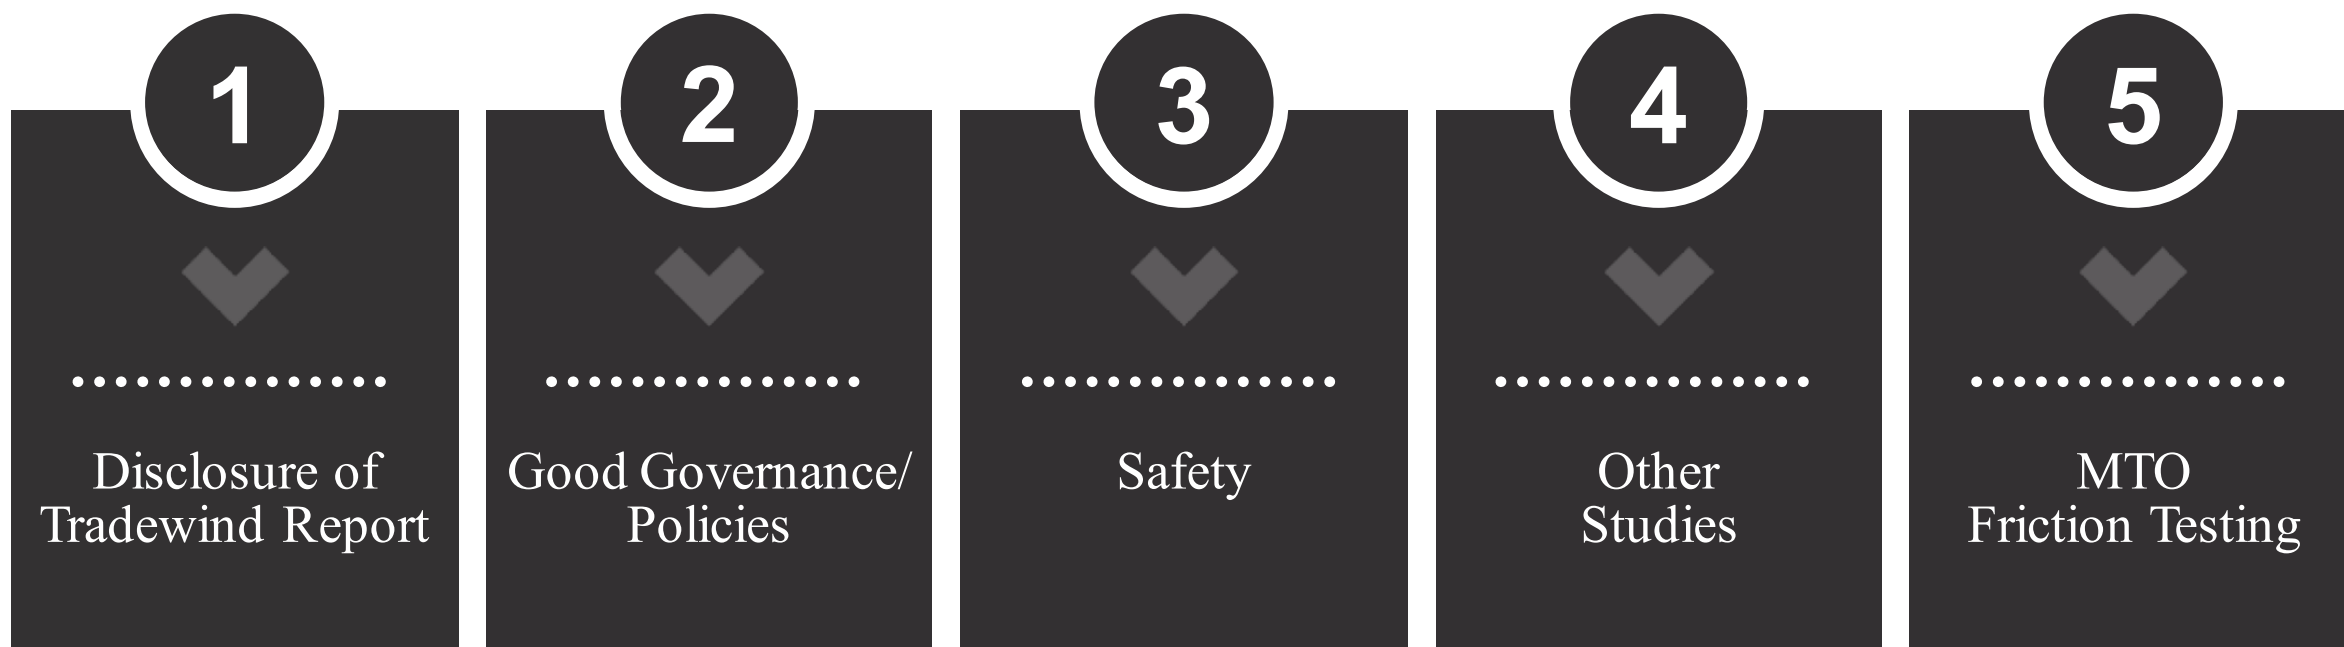 1
Disclosure of
Tradewind Report
2
Good Governance/
Policies
3
Safety
4
Other
Studies
5
MTO
Friction Testing